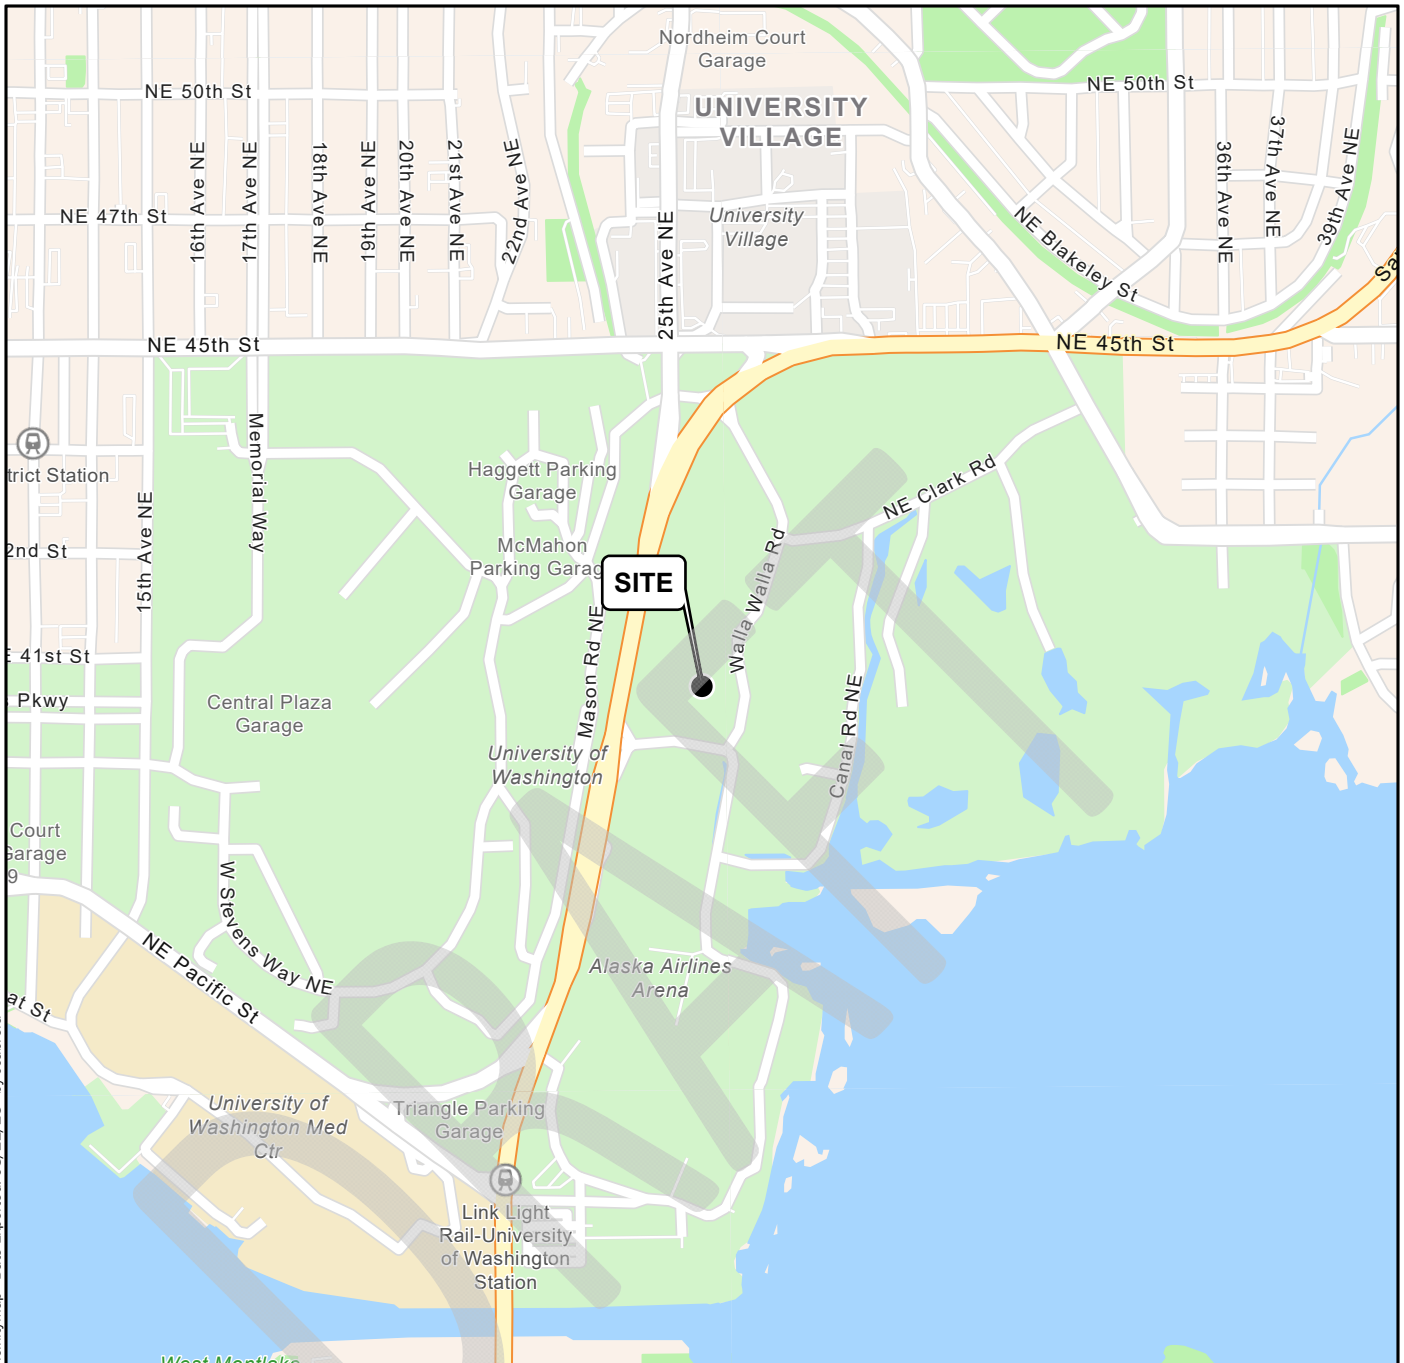 Nordheim Court
Garage
UNIVERSITY
VILLAGE
NE 50th St
NE 50th St
16th Ave NE
17th Ave NE
18th Ave NE
19th Ave NE
20th Ave NE
21st Ave NE
22nd Ave NE
25th Ave NE
36th Ave NE
37th Ave NE
39th Ave NE
NE 47th St
University
Village
NE Blakeley St
NE 45th St
NE 45th St
Memorial Way
15th Ave NE
trict Station
Haggett Parking
Garage
McMahon
Parking Garag
NE Clark Rd
2nd St
SITE
Walla Walla Rd
Mason Rd NE
41st St
Pkwy
Central Plaza
Garage
Canal Rd NE
University of
Washington
Court
Garage
9
W Stevens Way NE
NE Pacific St
Alaska Airlines
Arena
at St
University of
Washington Med
Ctr
Triangle Parking
Garage
Link Light
Rail-University
of Washington
Station
West Montlake
DRAFT